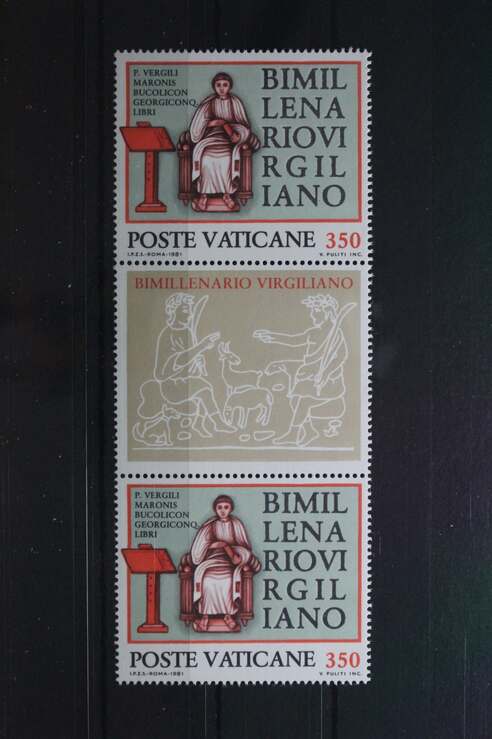 P. VERGILI
MARONIS
BUCOLICON
GEORGICONQ.
LIBRI
BIMIL
LENA
RIOVI
RGIL
IANO
POSTE VATICANE 350
I.P.Z.S.-ROMA-1981 V. PULITI INC.
BIMILLENARIO VIRGILIANO
P. VERGILI
MARONIS
BUCOLICON
GEORGICONQ.
LIBRI
BIMIL
LENA
RIOVI
RGIL
IANO
POSTE VATICANE 350
I.P.Z.S.-ROMA-1981 V. PULITI INC.